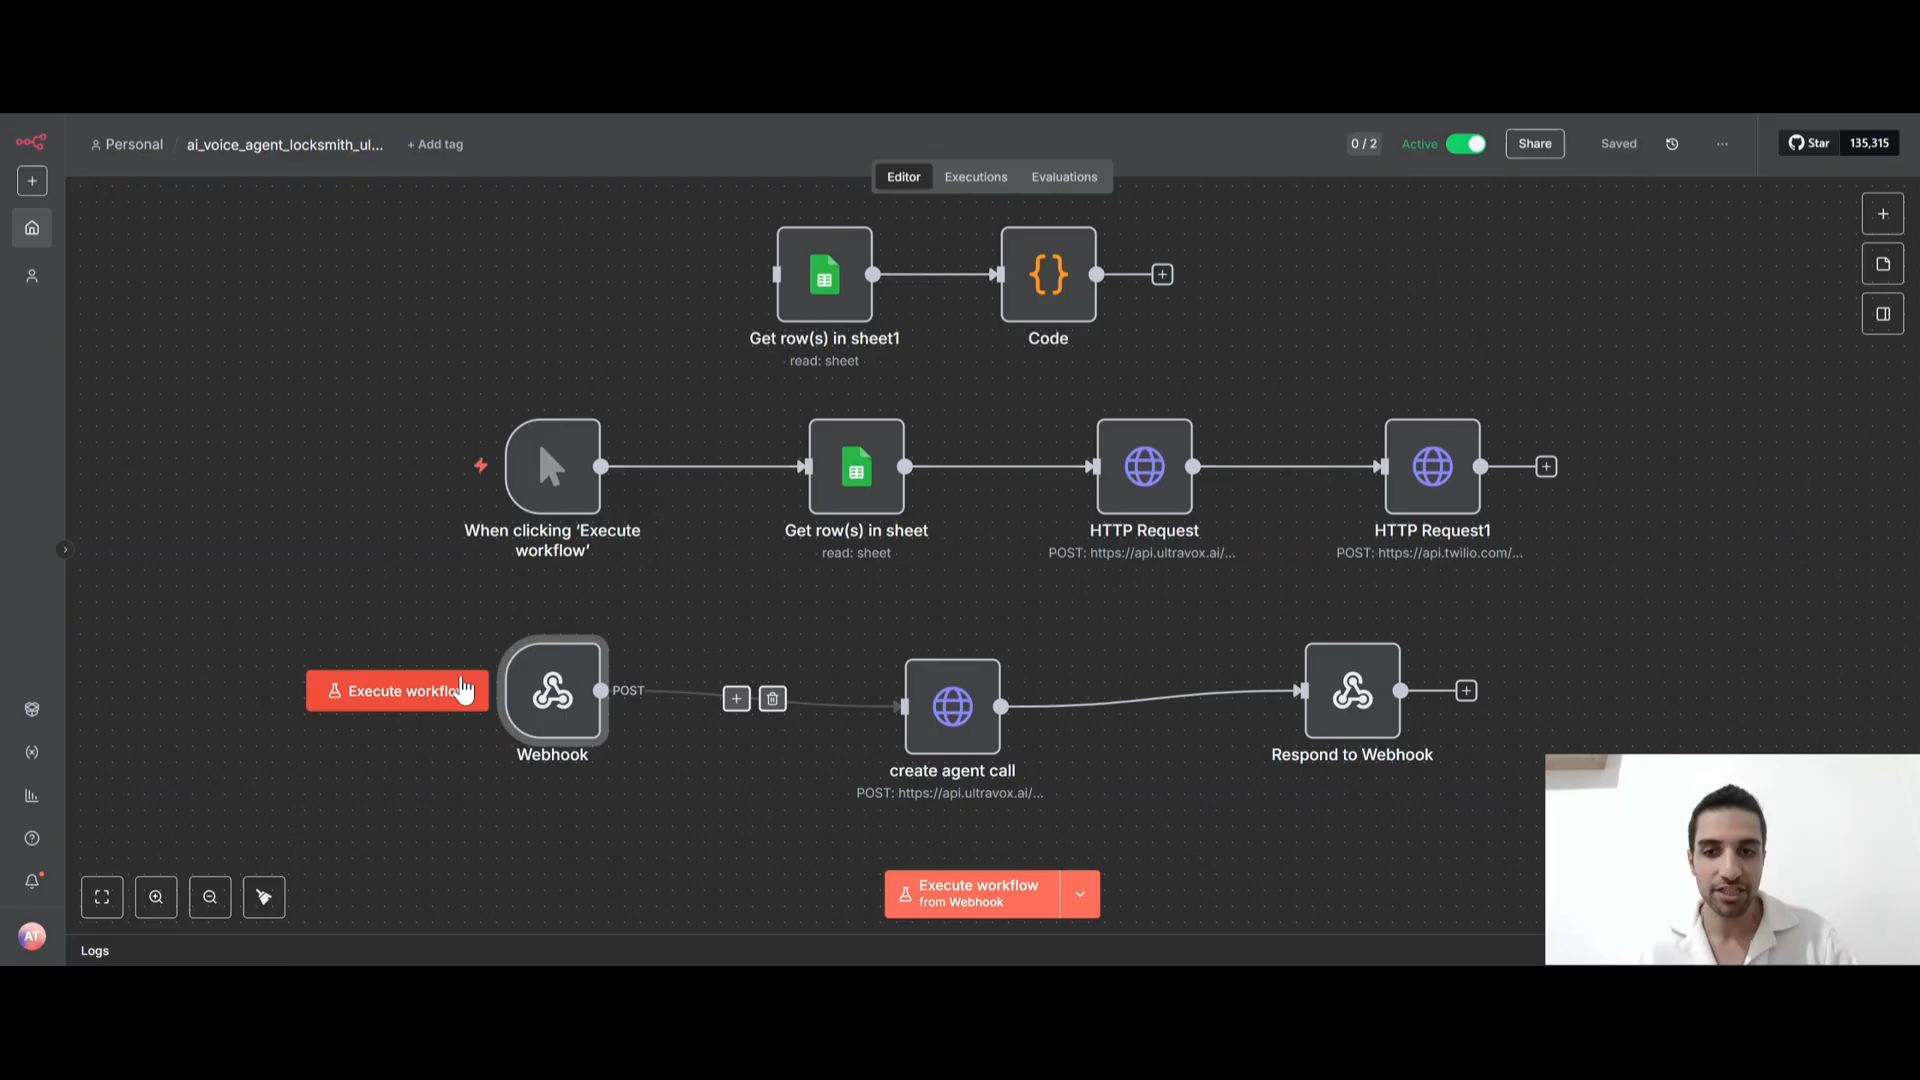 Personal / ai_voice_agent_locksmith_ul... + Add tag
0 / 2 Active Share Saved ... Star 135,315
Editor Executions Evaluations
Get row(s) in sheet1
read: sheet
{}
Code
When clicking ‘Execute
workflow’
Get row(s) in sheet
read: sheet
HTTP Request
POST: https://api.ultravox.ai/...
HTTP Request1
POST: https://api.twilio.com/...
Execute workflo
POST
Webhook
create agent call
POST: https://api.ultravox.ai/...
Respond to Webhook
Execute workflow
from Webhook
AT
Logs